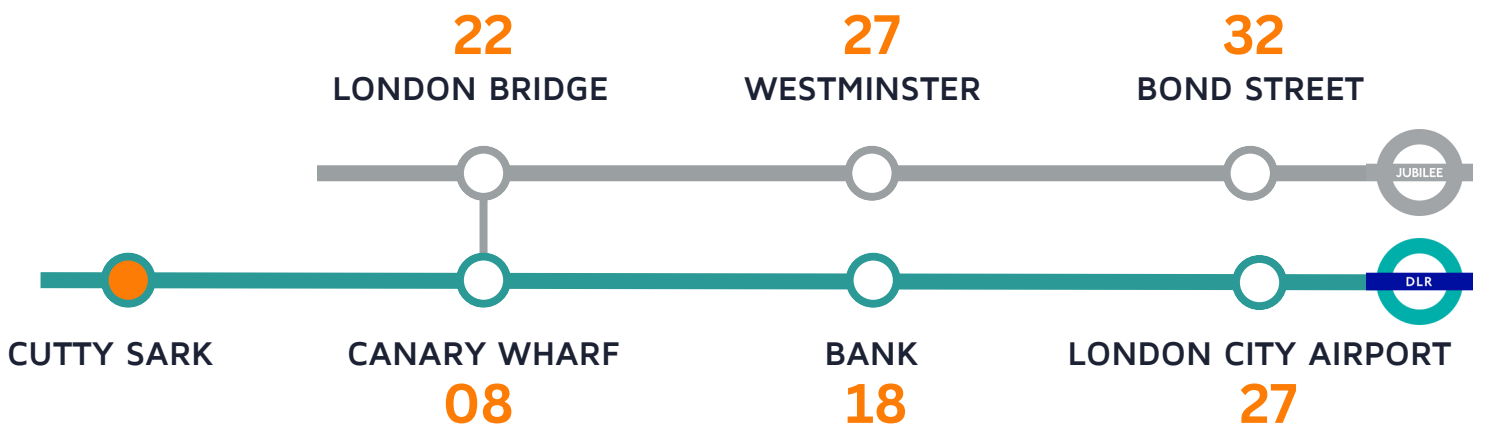 22
LONDON BRIDGE
27
WESTMINSTER
32
BOND STREET
JUBILEE
DLR
CUTTY SARK
CANARY WHARF
08
BANK
18
LONDON CITY AIRPORT
27